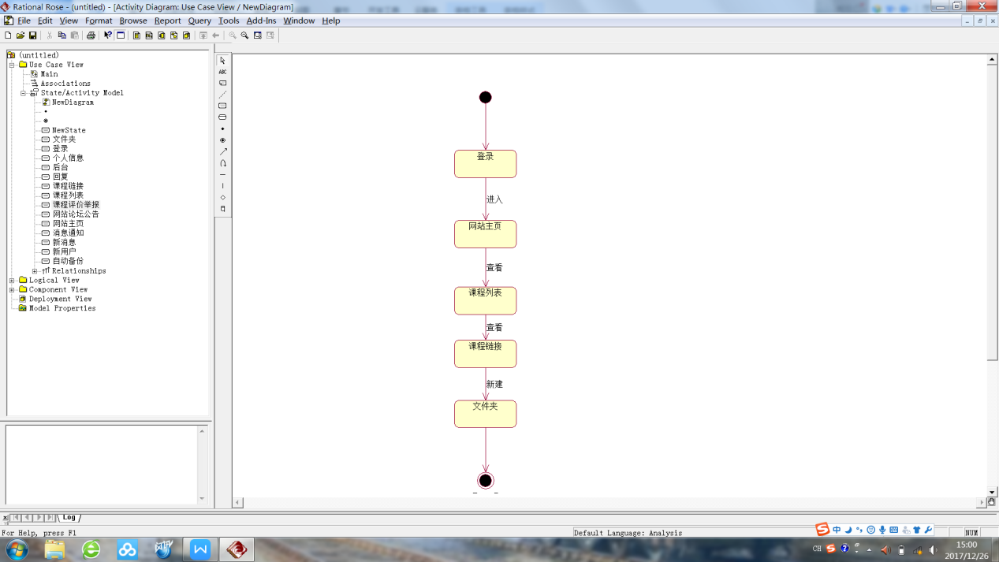 Rational Rose - (untitled) - [Activity Diagram: Use Case View / NewDiagram]
File Edit View Format Browse Report Query Tools Add-Ins Window Help
(untitled)
Use Case View
Main
Associations
State/Activity Model
NewDiagram
NewState
文件夹
登录
个人信息
后台
回复
课程链接
课程列表
课程评价举报
网站论坛公告
网站主页
消息通知
新消息
新用户
自动备份
Relationships
Logical View
Component View
Deployment View
Model Properties
ABC
登录
进入
网站主页
查看
课程列表
查看
课程链接
新建
文件夹
Log
For Help, press F1
Default Language: Analysis
NUM
中
CH
15:00
2017/12/26